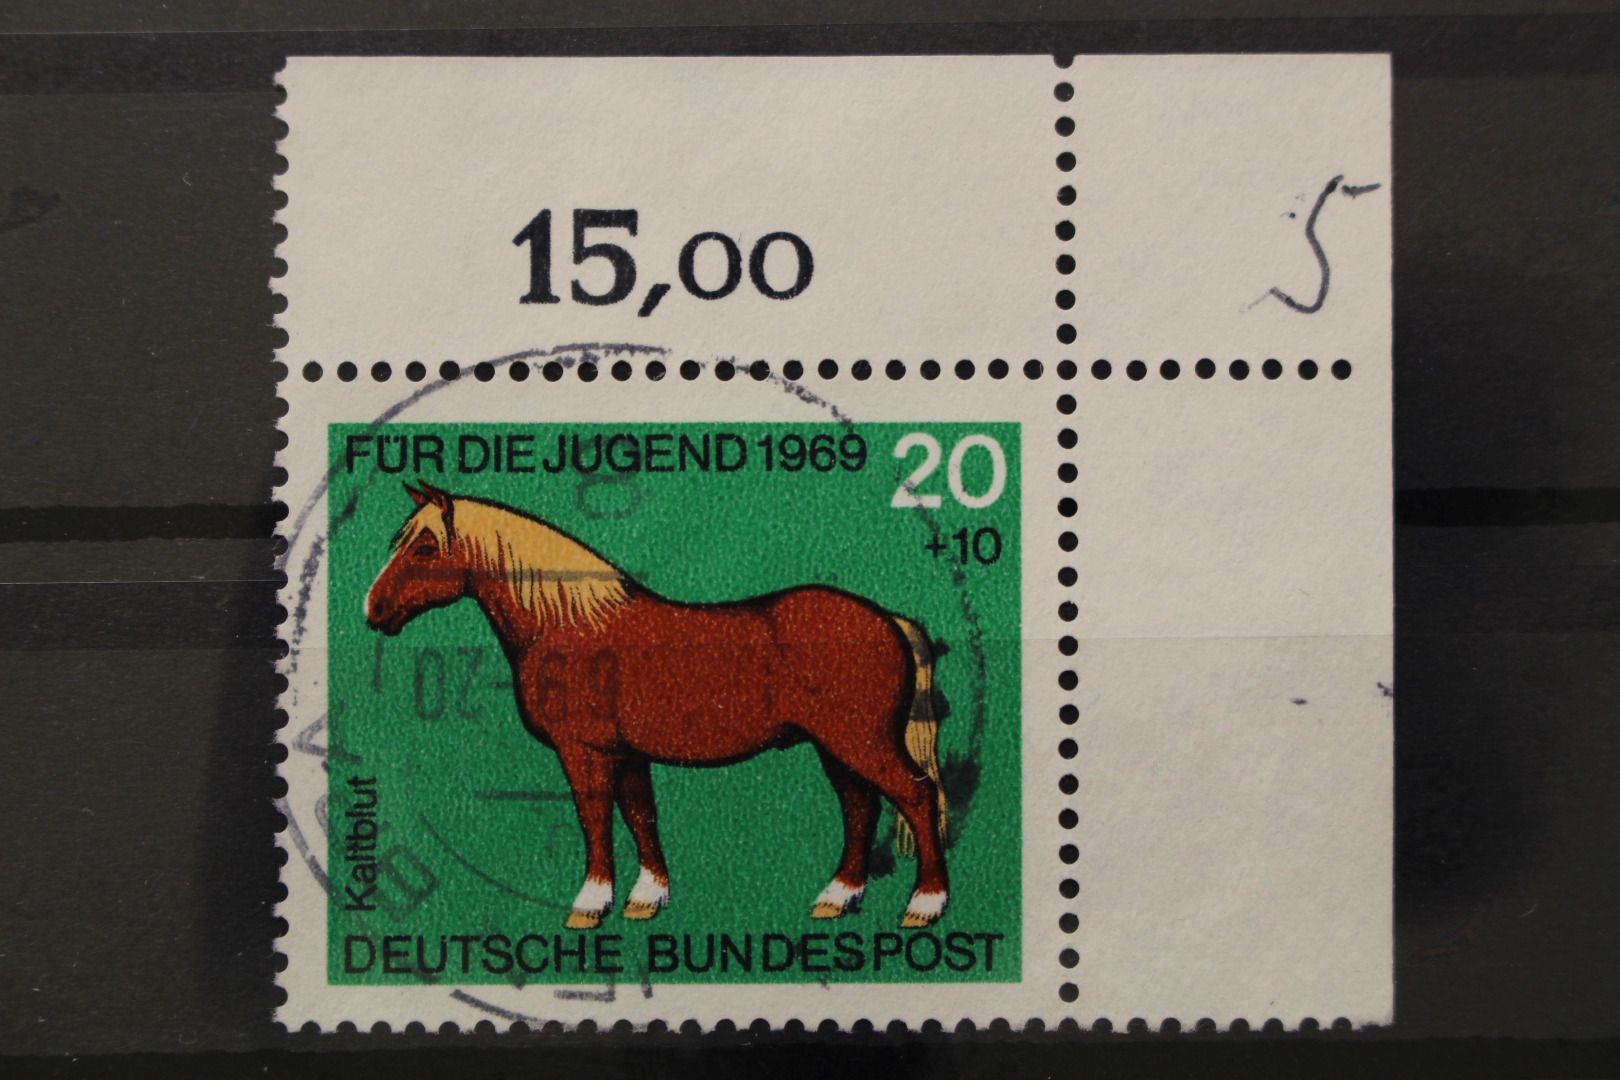 15,00
5
FÜR DIE JUGEND 1969
20
+10
Kaltblut
DEUTSCHE BUNDESPOST